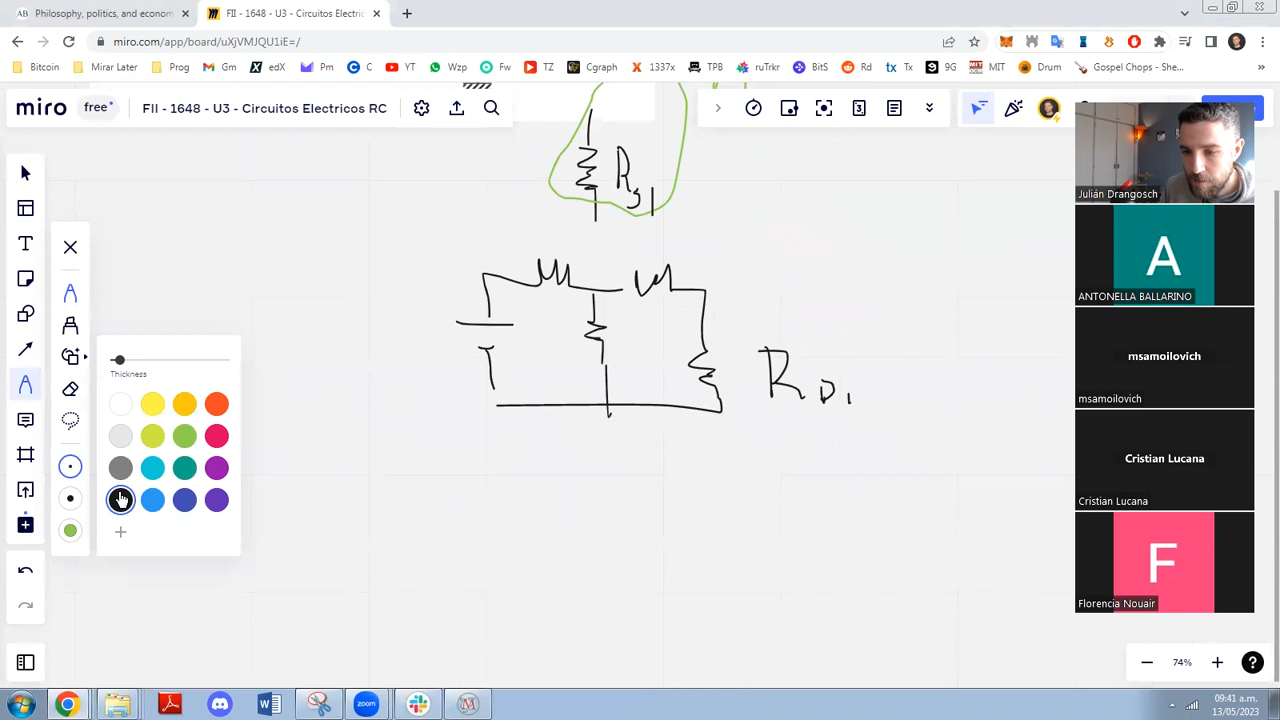 Philosophy, politics, and econom
FII - 1648 - U3 - Circuitos Electric
miro.com/app/board/uXjVMJQU1iE=/
Bitcoin
Mirar Later
Prog
Gm
edX
Pm
C
YT
Wzp
Fw
TZ
Cgraph
1337x
TPB
BitS
Rd
ruTrkr
Tx
9G
MIT
Drum
Gospel Chops - She...
miro
free
FII - 1648 - U3 - Circuitos Electricos RC
3
R31
RD1
Thickness
Julián Drangosch
A
ANTONELLA BALLARINO
msamoilovich
msamoilovich
Cristian Lucana
Cristian Lucana
F
Florencia Nouair
74%
?
zoom
09:41 a.m.
13/05/2023